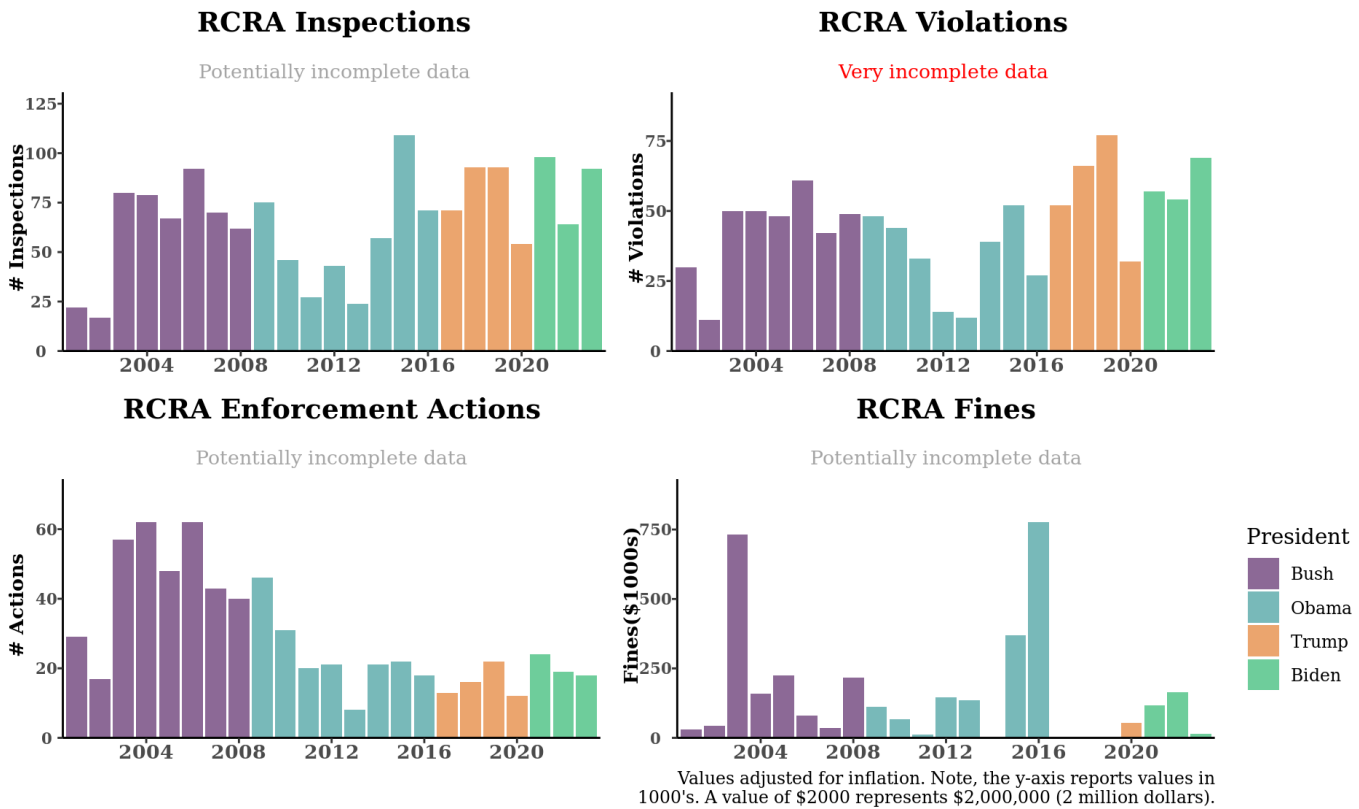 RCRA Inspections
Potentially incomplete data
# Inspections
125
100
75
50
25
0
2004 2008 2012 2016 2020
RCRA Violations
Very incomplete data
# Violations
75
50
25
0
2004 2008 2012 2016 2020
RCRA Enforcement Actions
Potentially incomplete data
# Actions
60
40
20
0
2004 2008 2012 2016 2020
RCRA Fines
Potentially incomplete data
Fines($1000s)
750
500
250
0
2004 2008 2012 2016 2020
President
Bush
Obama
Trump
Biden
Values adjusted for inflation. Note, the y-axis reports values in
1000's. A value of $2000 represents $2,000,000 (2 million dollars).